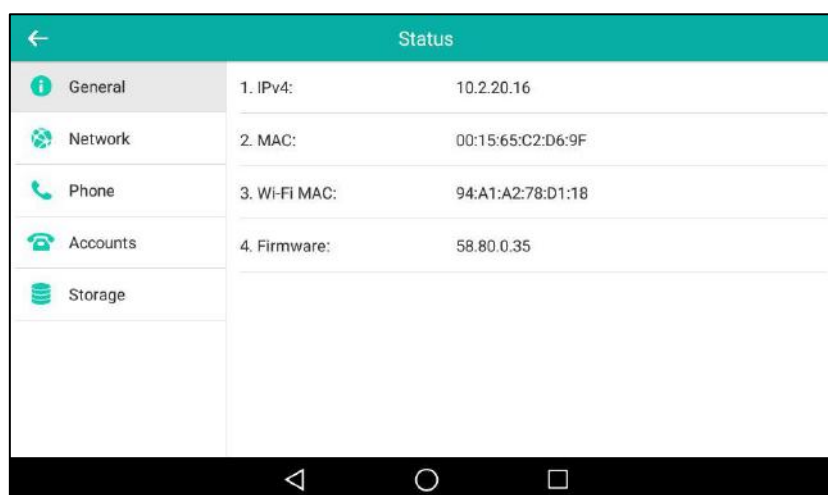 Status
General
Network
Phone
Accounts
Storage
1. IPv4: 10.2.20.16
2. MAC: 00:15:65:C2:D6:9F
3. Wi-Fi MAC: 94:A1:A2:78:D1:18
4. Firmware: 58.80.0.35